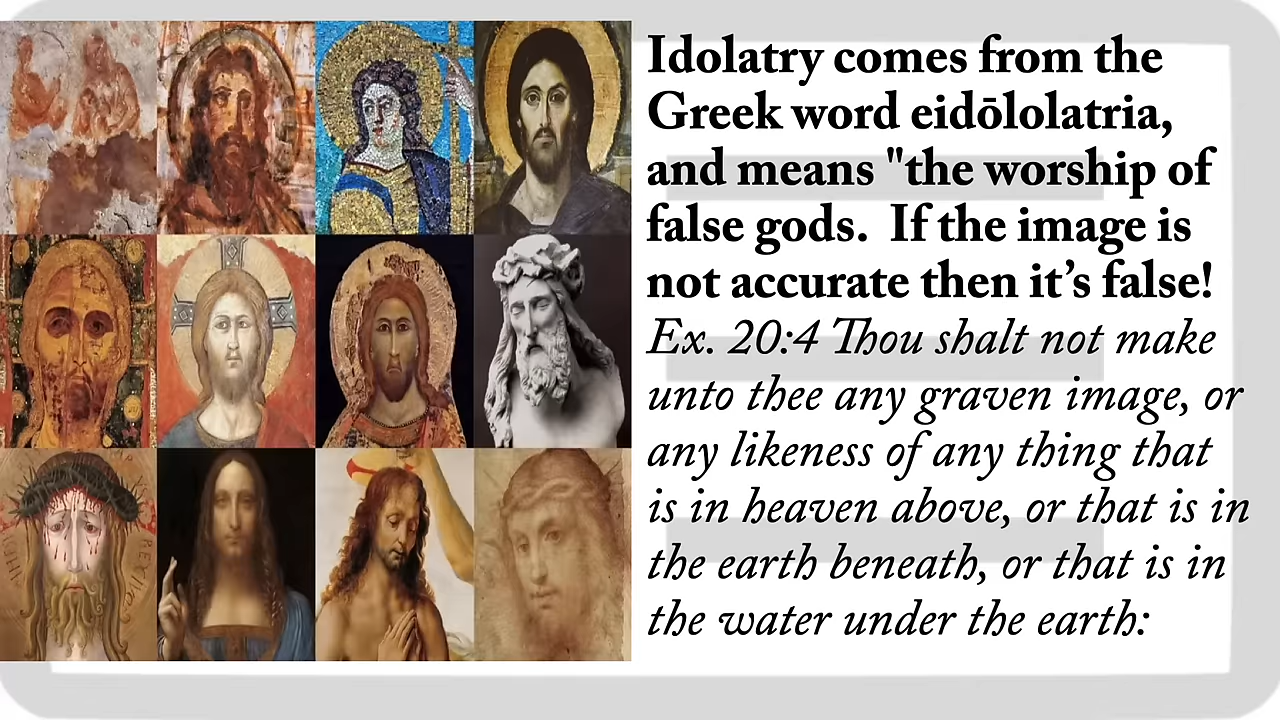 Idolatry comes from the
Greek word eidōlolatria,
and means "the worship of
false gods.  If the image is
not accurate then it’s false!
Ex. 20:4 Thou shalt not make
unto thee any graven image, or
any likeness of any thing that
is in heaven above, or that is in
the earth beneath, or that is in
the water under the earth: